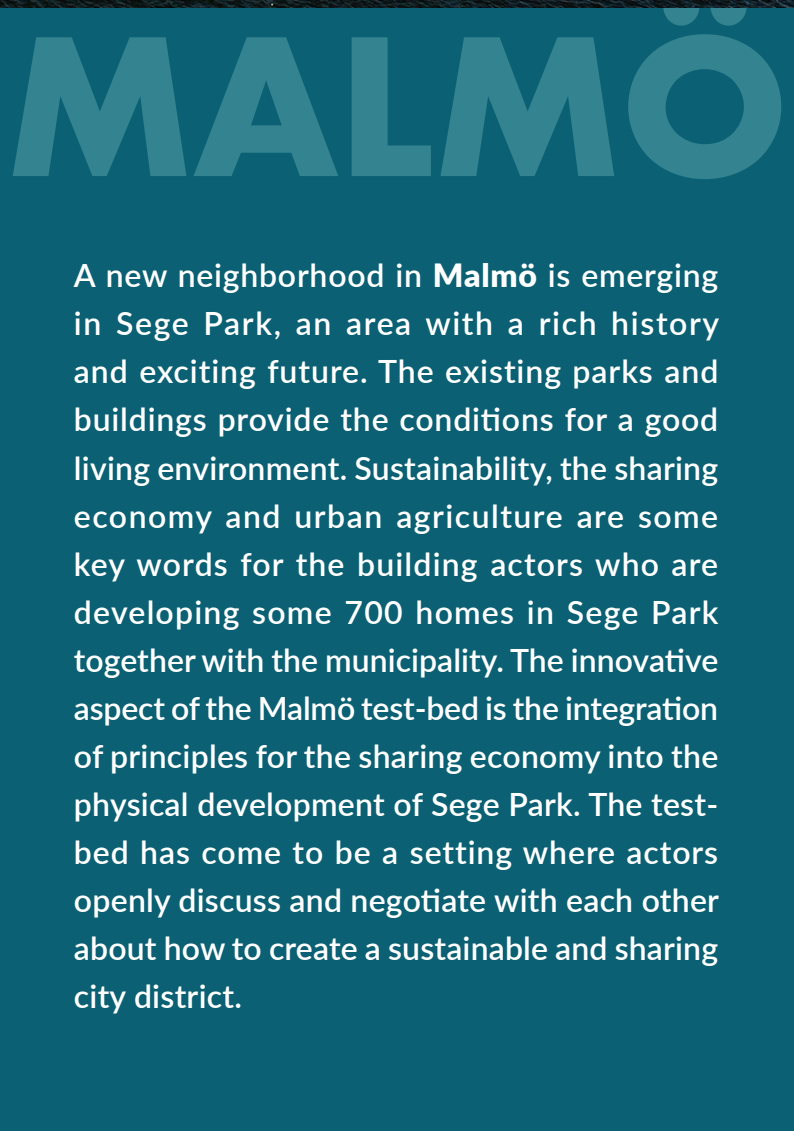 MALMÖ
A new neighborhood in Malmö is emerging
in Sege Park, an area with a rich history
and exciting future. The existing parks and
buildings provide the conditions for a good
living environment. Sustainability, the sharing
economy and urban agriculture are some
key words for the building actors who are
developing some 700 homes in Sege Park
together with the municipality. The innovative
aspect of the Malmö test-bed is the integration
of principles for the sharing economy into the
physical development of Sege Park. The test-
bed has come to be a setting where actors
openly discuss and negotiate with each other
about how to create a sustainable and sharing
city district.